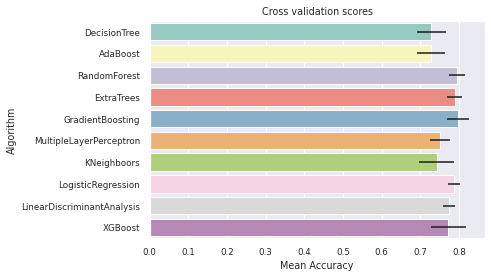 Cross validation scores
Algorithm
DecisionTree
AdaBoost
RandomForest
ExtraTrees
GradientBoosting
MultipleLayerPerceptron
KNeighboors
LogisticRegression
LinearDiscriminantAnalysis
XGBoost
0.0 0.1 0.2 0.3 0.4 0.5 0.6 0.7 0.8
Mean Accuracy